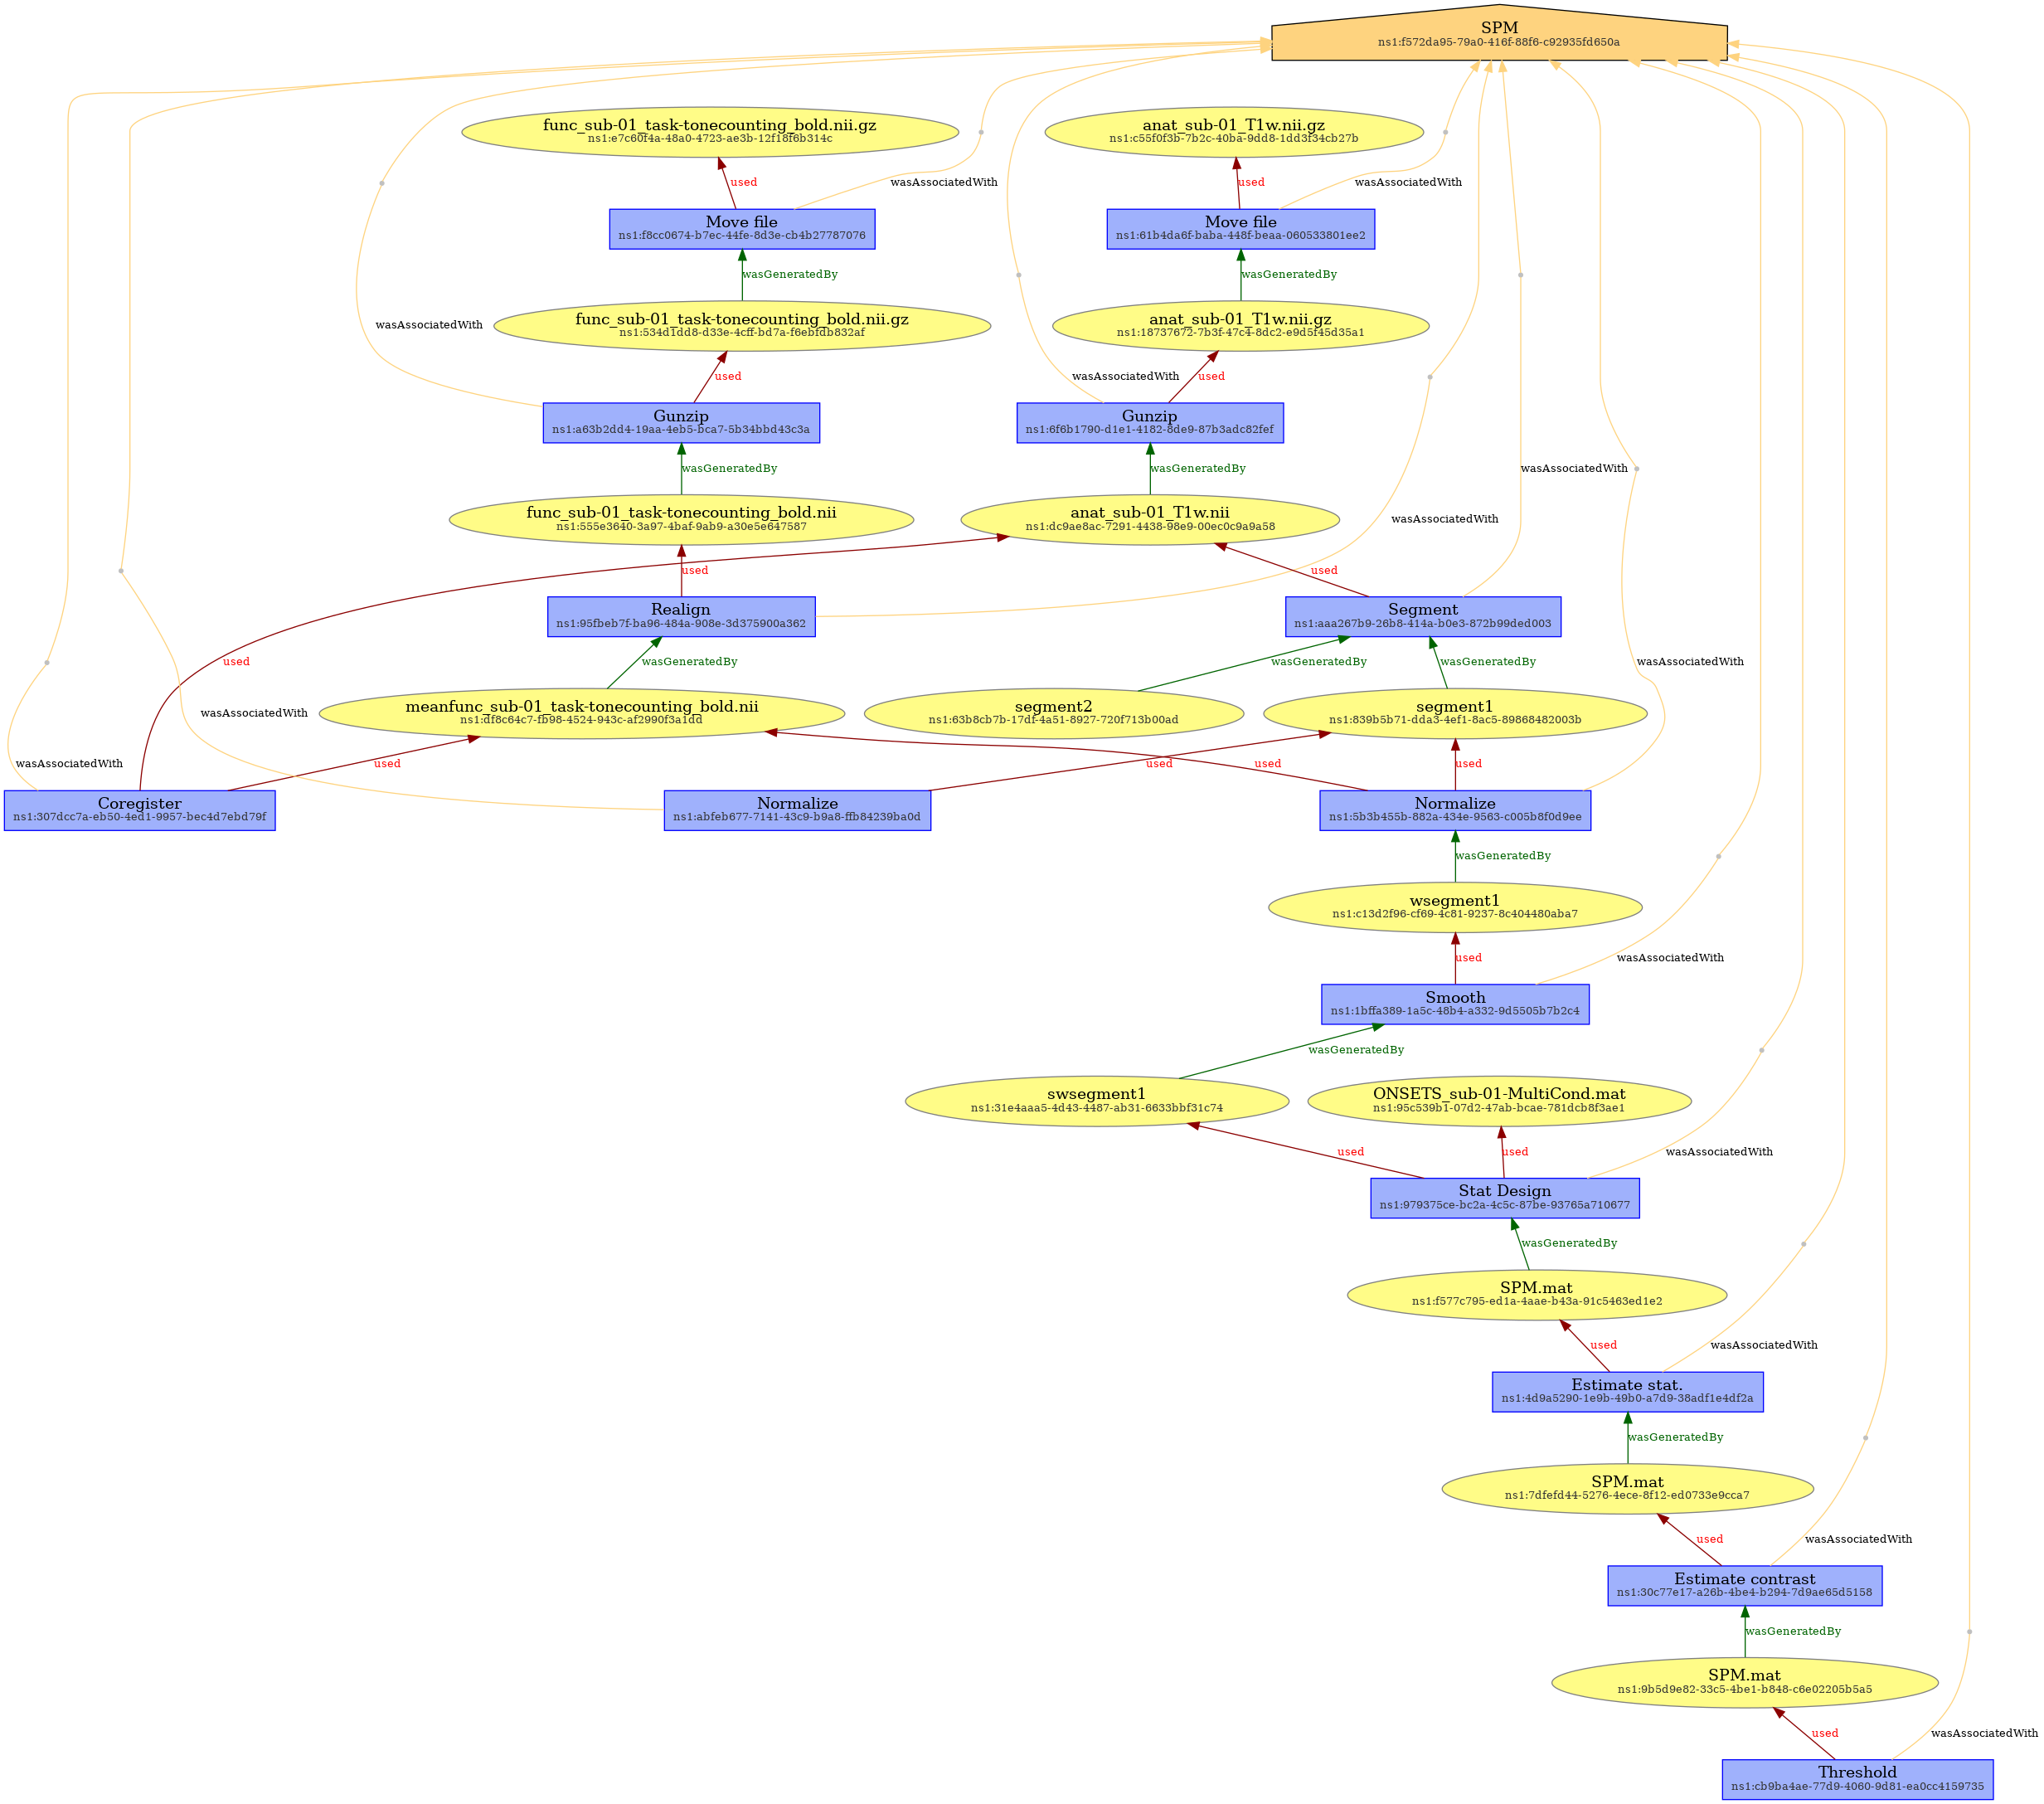 SPM
ns1:f572da95-79a0-416f-88f6-c92935fd650a
func_sub-01_task-tonecounting_bold.nii.gz
ns1:e7c60f4a-48a0-4723-ae3b-12f18f6b314c
anat_sub-01_T1w.nii.gz
ns1:c55f0f3b-7b2c-40ba-9dd8-1dd3f34cb27b
used
wasAssociatedWith
used
wasAssociatedWith
Move file
ns1:f8cc0674-b7ec-44fe-8d3e-cb4b27787076
Move file
ns1:61b4da6f-baba-448f-beaa-060533801ee2
wasGeneratedBy
wasGeneratedBy
wasAssociatedWith
func_sub-01_task-tonecounting_bold.nii.gz
ns1:534d1dd8-d33e-4cff-bd7a-f6ebfdb832af
anat_sub-01_T1w.nii.gz
ns1:18737672-7b3f-47c4-8dc2-e9d5f45d35a1
used
wasAssociatedWith
used
Gunzip
ns1:a63b2dd4-19aa-4eb5-bca7-5b34bbd43c3a
Gunzip
ns1:6f6b1790-d1e1-4182-8de9-87b3adc82fef
wasGeneratedBy
wasGeneratedBy
wasAssociatedWith
func_sub-01_task-tonecounting_bold.nii
ns1:555e3640-3a97-4baf-9ab9-a30e5e647587
anat_sub-01_T1w.nii
ns1:dc9ae8ac-7291-4438-98e9-00ec0c9a9a58
wasAssociatedWith
used
used
Realign
ns1:95fbeb7f-ba96-484a-908e-3d375900a362
Segment
ns1:aaa267b9-26b8-414a-b0e3-872b99ded003
used
wasGeneratedBy
wasGeneratedBy
wasGeneratedBy
wasAssociatedWith
wasAssociatedWith
meanfunc_sub-01_task-tonecounting_bold.nii
ns1:df8c64c7-fb98-4524-943c-af2990f3a1dd
segment2
ns1:63b8cb7b-17df-4a51-8927-720f713b00ad
segment1
ns1:839b5b71-dda3-4ef1-8ac5-89868482003b
wasAssociatedWith
used
used
used
used
Coregister
ns1:307dcc7a-eb50-4ed1-9957-bec4d7ebd79f
Normalize
ns1:abfeb677-7141-43c9-b9a8-ffb84239ba0d
Normalize
ns1:5b3b455b-882a-434e-9563-c005b8f0d9ee
wasGeneratedBy
wsegment1
ns1:c13d2f96-cf69-4c81-9237-8c404480aba7
used
wasAssociatedWith
Smooth
ns1:1bffa389-1a5c-48b4-a332-9d5505b7b2c4
wasGeneratedBy
swsegment1
ns1:31e4aaa5-4d43-4487-ab31-6633bbf31c74
ONSETS_sub-01-MultiCond.mat
ns1:95c539b1-07d2-47ab-bcae-781dcb8f3ae1
used
used
wasAssociatedWith
Stat Design
ns1:979375ce-bc2a-4c5c-87be-93765a710677
wasGeneratedBy
SPM.mat
ns1:f577c795-ed1a-4aae-b43a-91c5463ed1e2
used
wasAssociatedWith
Estimate stat.
ns1:4d9a5290-1e9b-49b0-a7d9-38adf1e4df2a
wasGeneratedBy
SPM.mat
ns1:7dfefd44-5276-4ece-8f12-ed0733e9cca7
used
wasAssociatedWith
Estimate contrast
ns1:30c77e17-a26b-4be4-b294-7d9ae65d5158
wasGeneratedBy
SPM.mat
ns1:9b5d9e82-33c5-4be1-b848-c6e02205b5a5
used
wasAssociatedWith
Threshold
ns1:cb9ba4ae-77d9-4060-9d81-ea0cc4159735